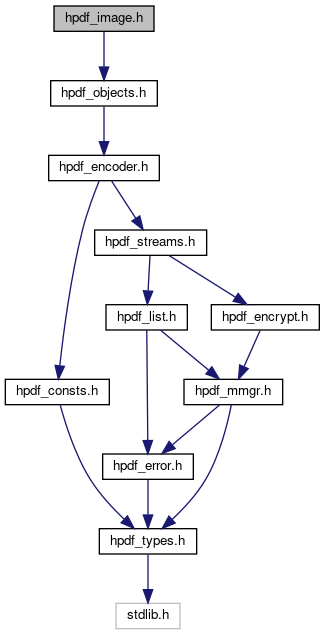 hpdf_image.h
hpdf_objects.h
hpdf_encoder.h
hpdf_streams.h
hpdf_list.h
hpdf_encrypt.h
hpdf_consts.h
hpdf_mmgr.h
hpdf_error.h
hpdf_types.h
stdlib.h